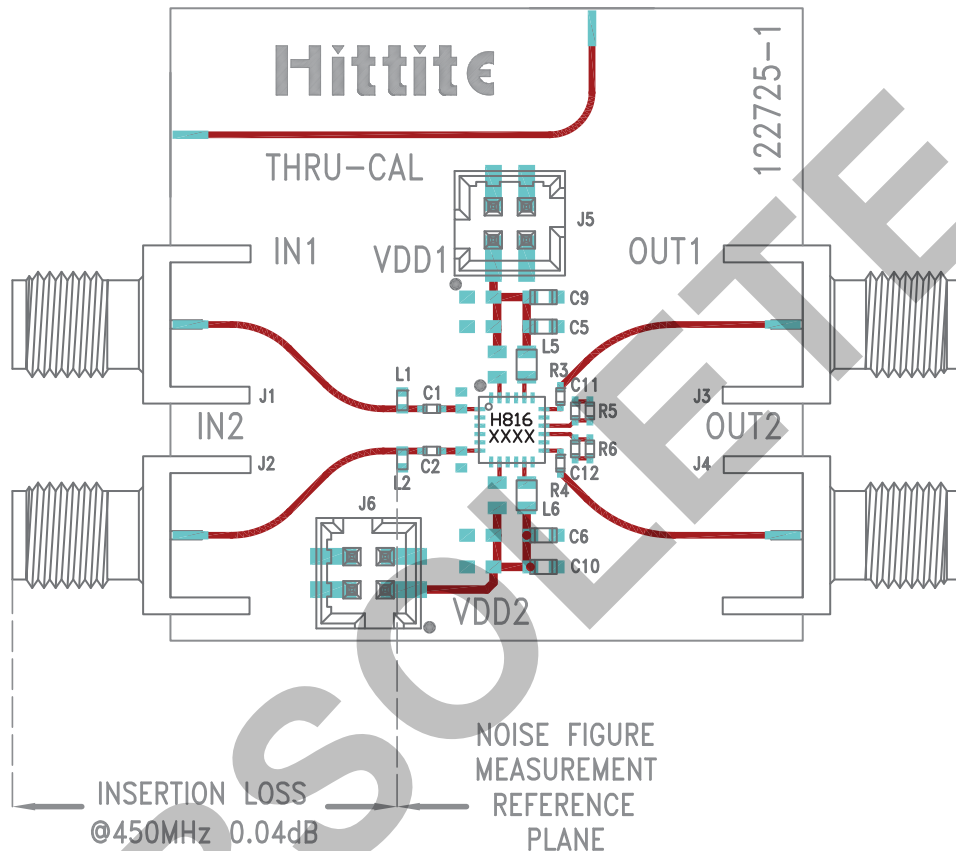 Hittite
122725-1
THRU-CAL
J5
IN1
VDD1
OUT1
C9
C5
L5
R3
L1
C1
C11
J1
J3
R5
H816
XXXX
IN2
OUT2
R6
J2
L2
C2
C12
J4
R4
J6
L6
C6
C10
VDD2
NOISE FIGURE
MEASUREMENT
REFERENCE
PLANE
INSERTION LOSS
@450MHz 0.04dB
OBSOLETE